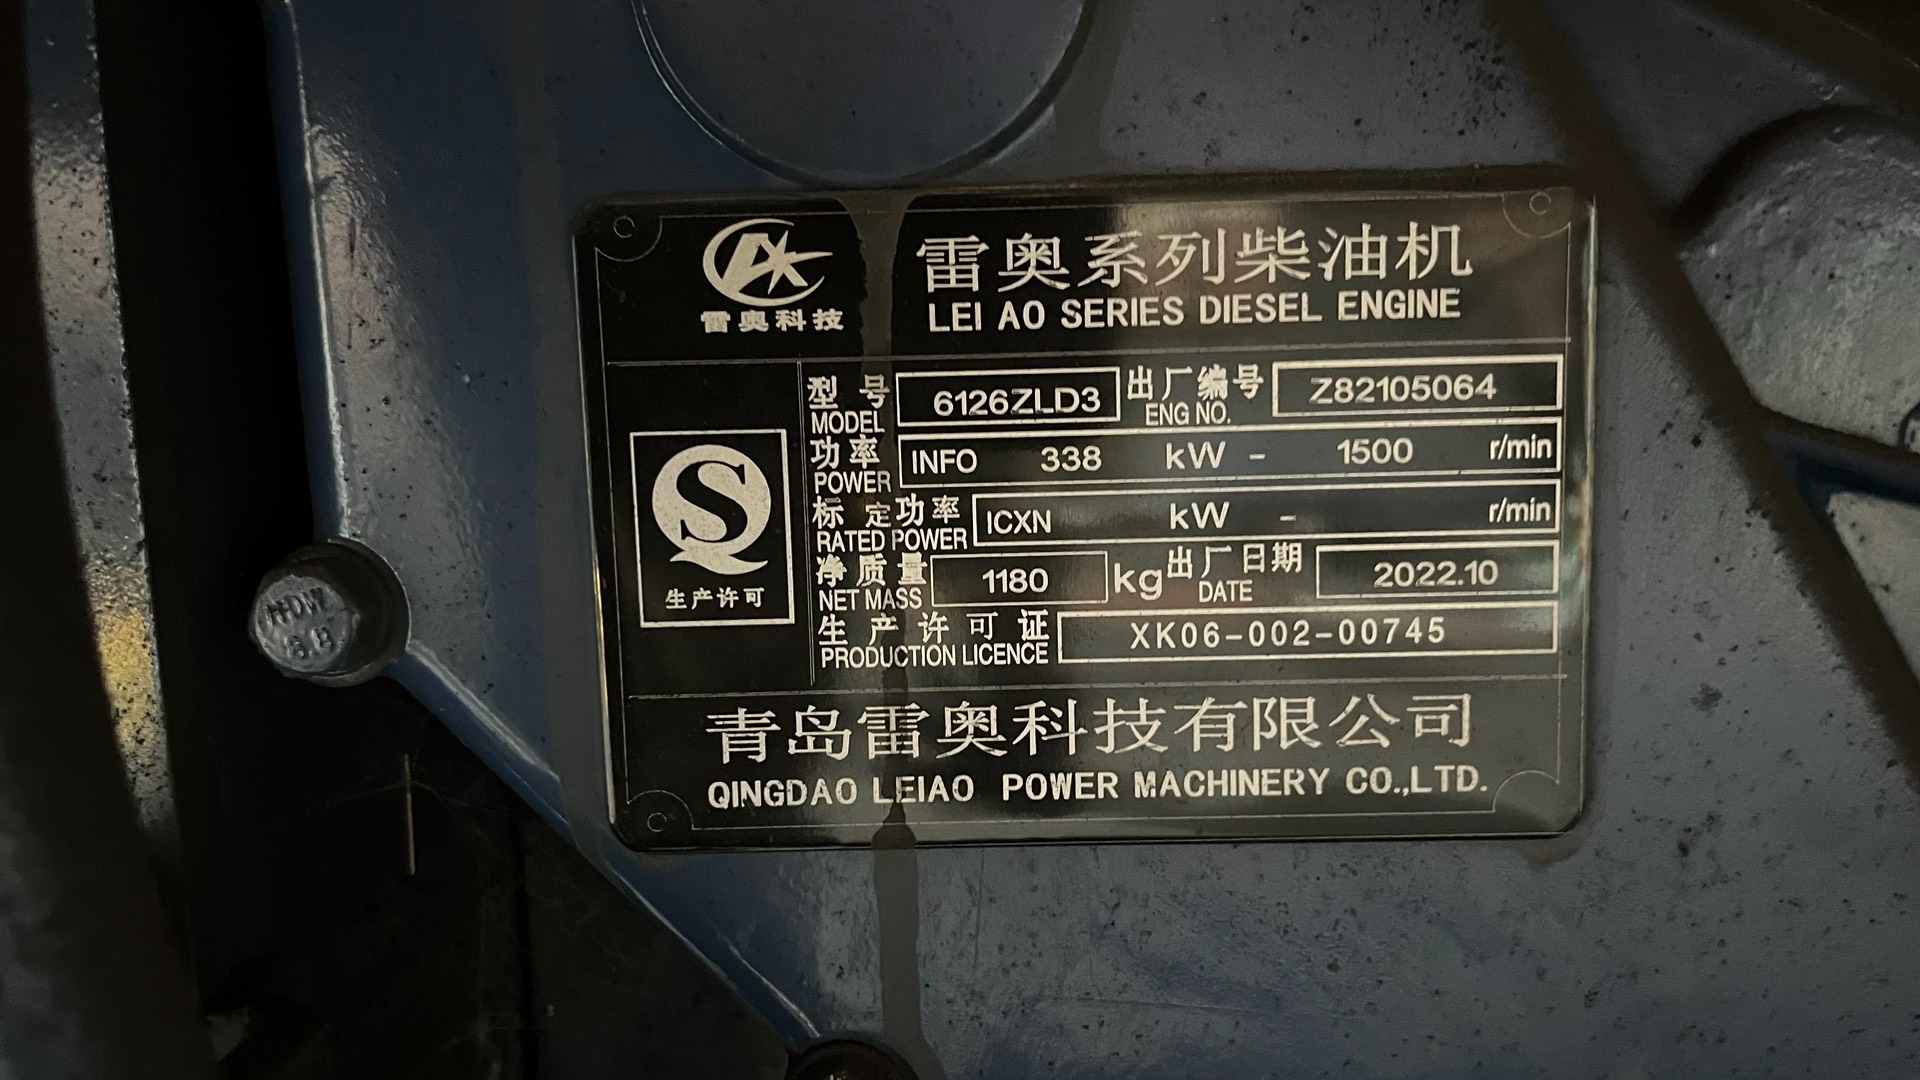 雷奥科技
雷奥系列柴油机
LEI AO SERIES DIESEL ENGINE
型号 6126ZLD3 出厂编号 Z82105064
MODEL ENG NO.
功率 INFO 338 kW - 1500 r/min
POWER
标定功率 ICXN kW - r/min
RATED POWER
净质量 1180 kg 出厂日期 2022.10
NET MASS DATE
生产许可证 XK06-002-00745
PRODUCTION LICENCE
S
生产许可
青岛雷奥科技有限公司
QINGDAO LEIAO POWER MACHINERY CO.,LTD.
HDW
8.8